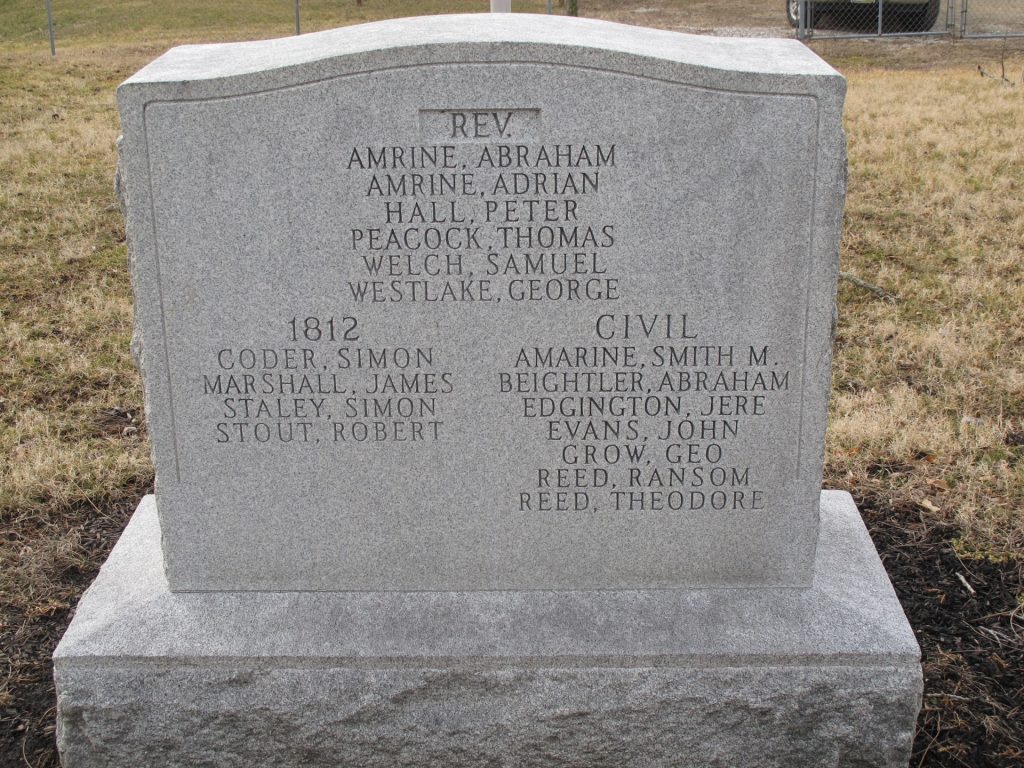 REV.
AMRINE, ABRAHAM
AMRINE, ADRIAN
HALL, PETER
PEACOCK, THOMAS
WELCH, SAMUEL
WESTLAKE, GEORGE
1812
CODER, SIMON
MARSHALL, JAMES
STALEY, SIMON
STOUT, ROBERT
CIVIL
AMARINE, SMITH M.
BEIGHTLER, ABRAHAM
EDGINGTON, JERE
EVANS, JOHN
GROW, GEO
REED, RANSOM
REED, THEODORE